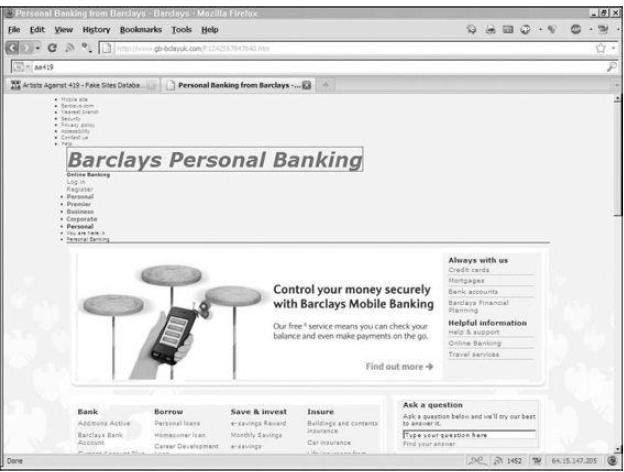 Personal Banking from Barclays - Barclays - Mozilla Firefox
File Edit View History Bookmarks Tools Help
http://www.gb-bclayuk.com/P1242557947640.htm
aa419
Artists Against 419 - Fake Sites Databa...
Personal Banking from Barclays -...
Mobile site
Barclays.com
Nearest branch
Security
Privacy policy
Accessibility
Contact us
Help
Barclays Personal Banking
Online Banking
Log in
Register
Personal
Premier
Business
Corporate
Personal
You are here: >
Personal Banking
Control your money securely
with Barclays Mobile Banking
Our free § service means you can check your
balance and even make payments on the go.
Find out more →
Always with us
Credit cards
Mortgages
Bank accounts
Barclays Financial
Planning
Helpful information
Help & support
Online Banking
Travel services
Bank
Additions Active
Barclays Bank
Account
Borrow
Personal loans
Homeowner loan
Career Development
Save & invest
e-savings Reward
Monthly Savings
e-savings
Insure
Buildings and contents
insurance
Car insurance
Ask a question
Ask a question below and we'll try our best
to answer it.
Type your question here
Find your answer
Done
1452
64.15.147.205